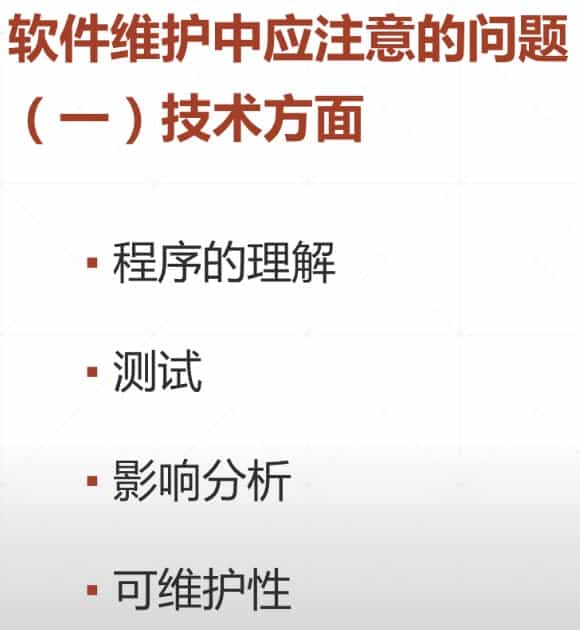 软件维护中应注意的问题
（一）技术方面
▪ 程序的理解
▪ 测试
▪ 影响分析
▪ 可维护性